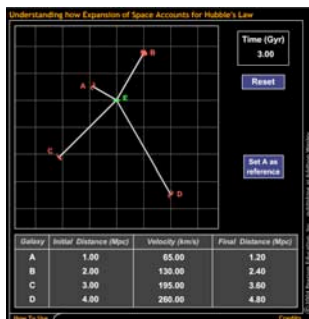 Understanding how Expansion of Space Accounts for Hubble's Law
Time (Gyr)
3.00
Reset
B
A
E
C
D
Set A as
reference
Galaxy Initial Distance (Mpc) Velocity (km/s) Final Distance (Mpc)
A 1.00 65.00 1.20
B 2.00 130.00 2.40
C 3.00 195.00 3.60
D 4.00 260.00 4.80
How To Use Credits